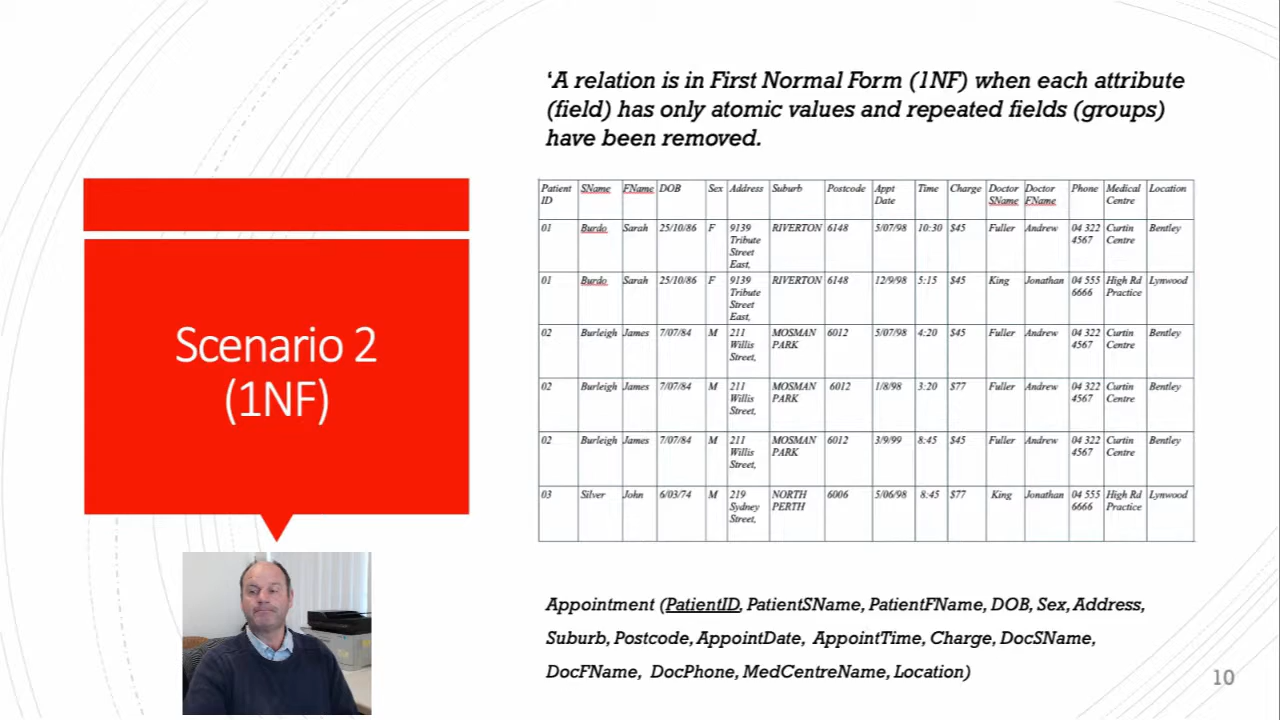 ‘A relation is in First Normal Form (1NF) when each attribute
(field) has only atomic values and repeated fields (groups)
have been removed.
Scenario 2
(1NF)
Patient ID SName FName DOB Sex Address Suburb Postcode Appt Date Time Charge Doctor SName Doctor FName Phone Medical Centre Location
01 Burdo Sarah 25/10/86 F 9139 Tribute Street East, RIVERTON 6148 5/07/98 10:30 $45 Fuller Andrew 04 322 4567 Curtin Centre Bentley
01 Burdo Sarah 25/10/86 F 9139 Tribute Street East, RIVERTON 6148 12/9/98 5:15 $45 King Jonathan 04 555 6666 High Rd Practice Lynwood
02 Burleigh James 7/07/84 M 211 Willis Street, MOSMAN PARK 6012 5/07/98 4:20 $45 Fuller Andrew 04 322 4567 Curtin Centre Bentley
02 Burleigh James 7/07/84 M 211 Willis Street, MOSMAN PARK 6012 1/8/98 3:20 $77 Fuller Andrew 04 322 4567 Curtin Centre Bentley
02 Burleigh James 7/07/84 M 211 Willis Street, MOSMAN PARK 6012 3/9/99 8:45 $45 Fuller Andrew 04 322 4567 Curtin Centre Bentley
03 Silver John 6/03/74 M 219 Sydney Street, NORTH PERTH 6006 5/06/98 8:45 $77 King Jonathan 04 555 6666 High Rd Practice Lynwood
Appointment (PatientID, PatientSName, PatientFName, DOB, Sex, Address,
Suburb, Postcode, AppointDate, AppointTime, Charge, DocSName,
DocFName, DocPhone, MedCentreName, Location)
10